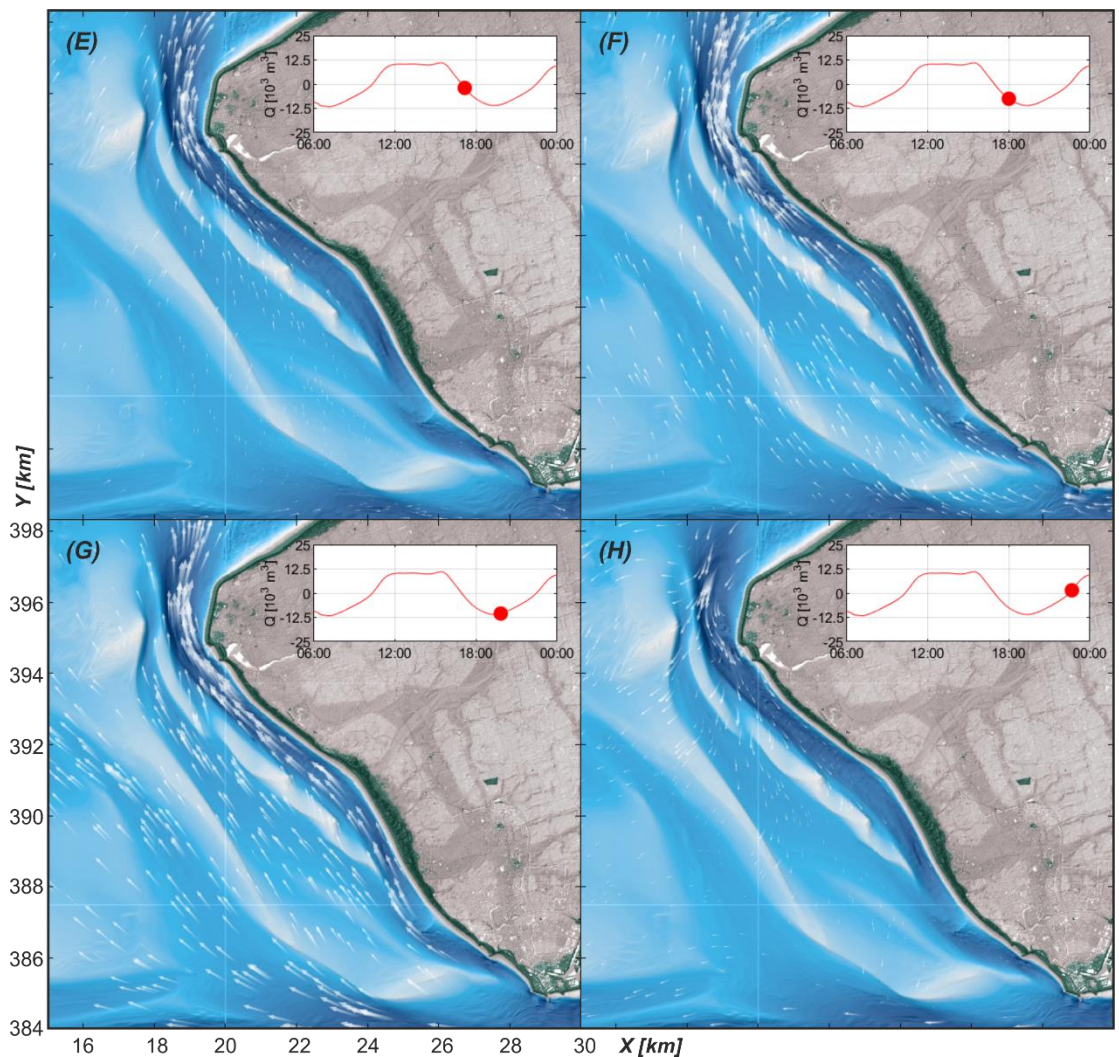 (E)
25
12.5
0
-12.5
-25
Q [10³ m³]
06:00 12:00 18:00 00:00
(F)
25
12.5
0
-12.5
-25
Q [10³ m³]
06:00 12:00 18:00 00:00
Y [km]
(G)
25
12.5
0
-12.5
-25
Q [10³ m³]
06:00 12:00 18:00 00:00
(H)
25
12.5
0
-12.5
-25
Q [10³ m³]
06:00 12:00 18:00 00:00
398
396
394
392
390
388
386
384
16 18 20 22 24 26 28 30 X [km]